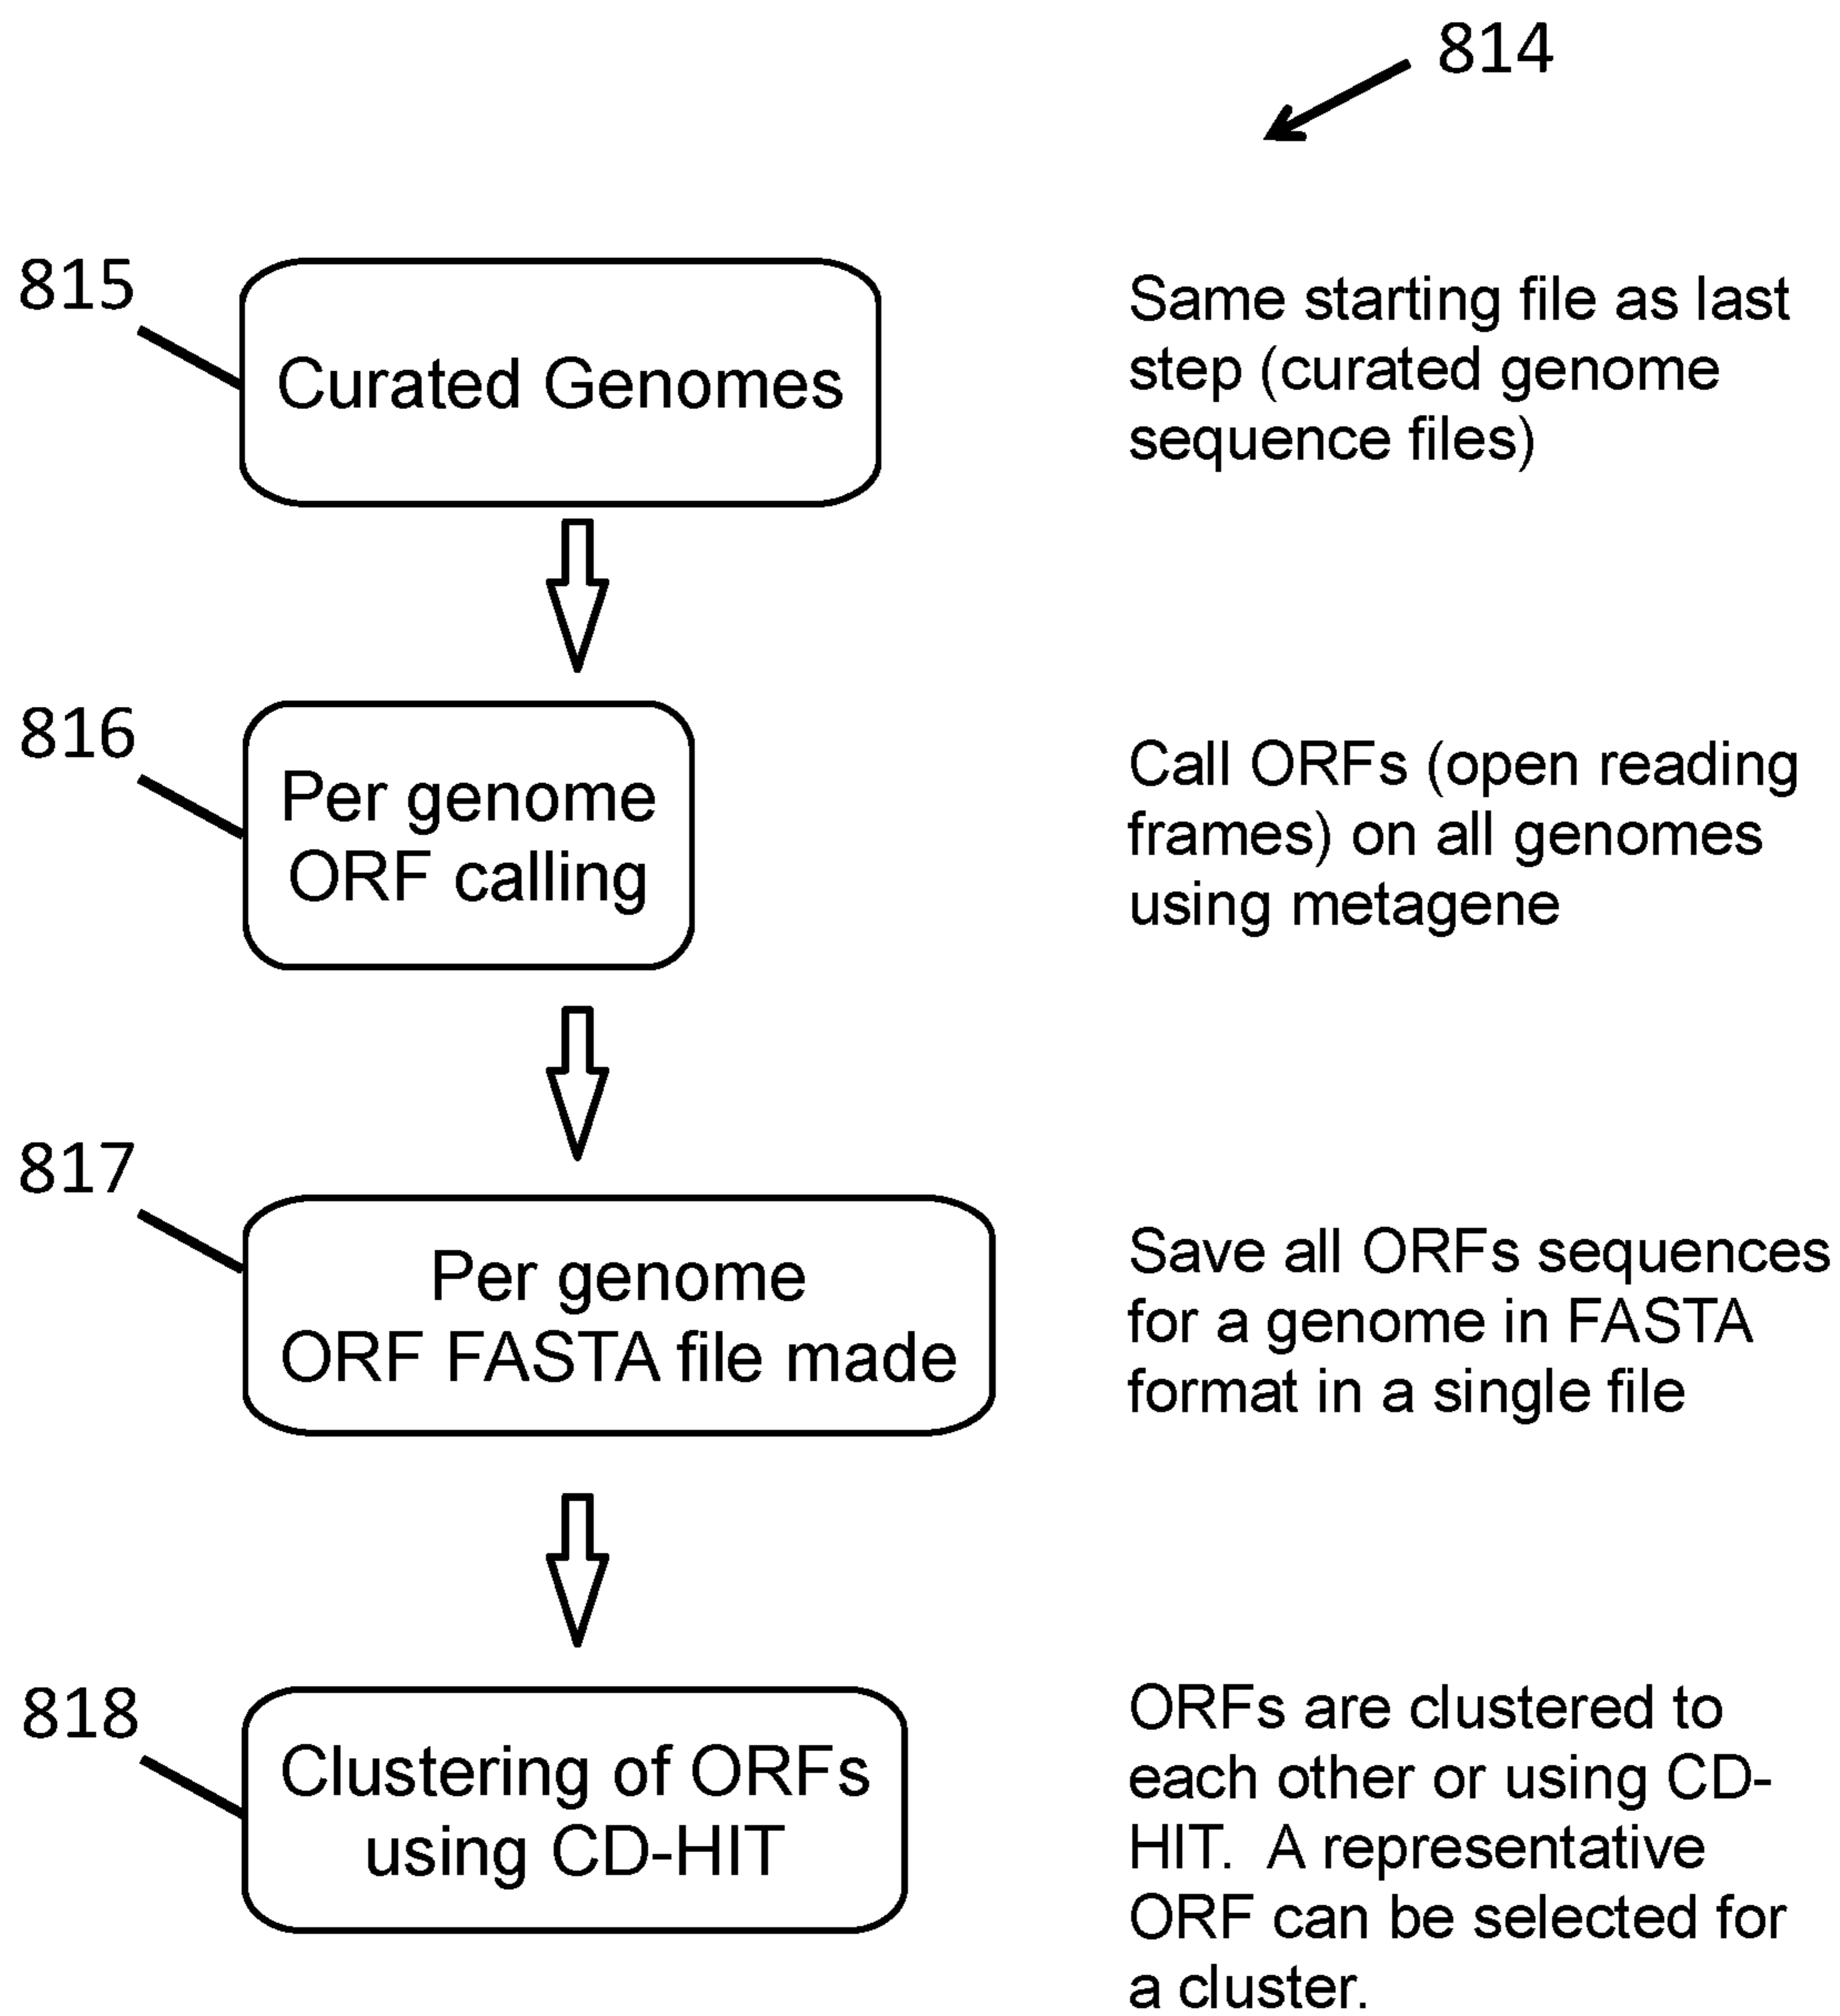 814
815
Curated Genomes
Same starting file as last
step (curated genome
sequence files)
816
Per genome
ORF calling
Call ORFs (open reading
frames) on all genomes
using metagene
817
Per genome
ORF FASTA file made
Save all ORFs sequences
for a genome in FASTA
format in a single file
818
Clustering of ORFs
using CD-HIT
ORFs are clustered to
each other or using CD-
HIT. A representative
ORF can be selected for
a cluster.